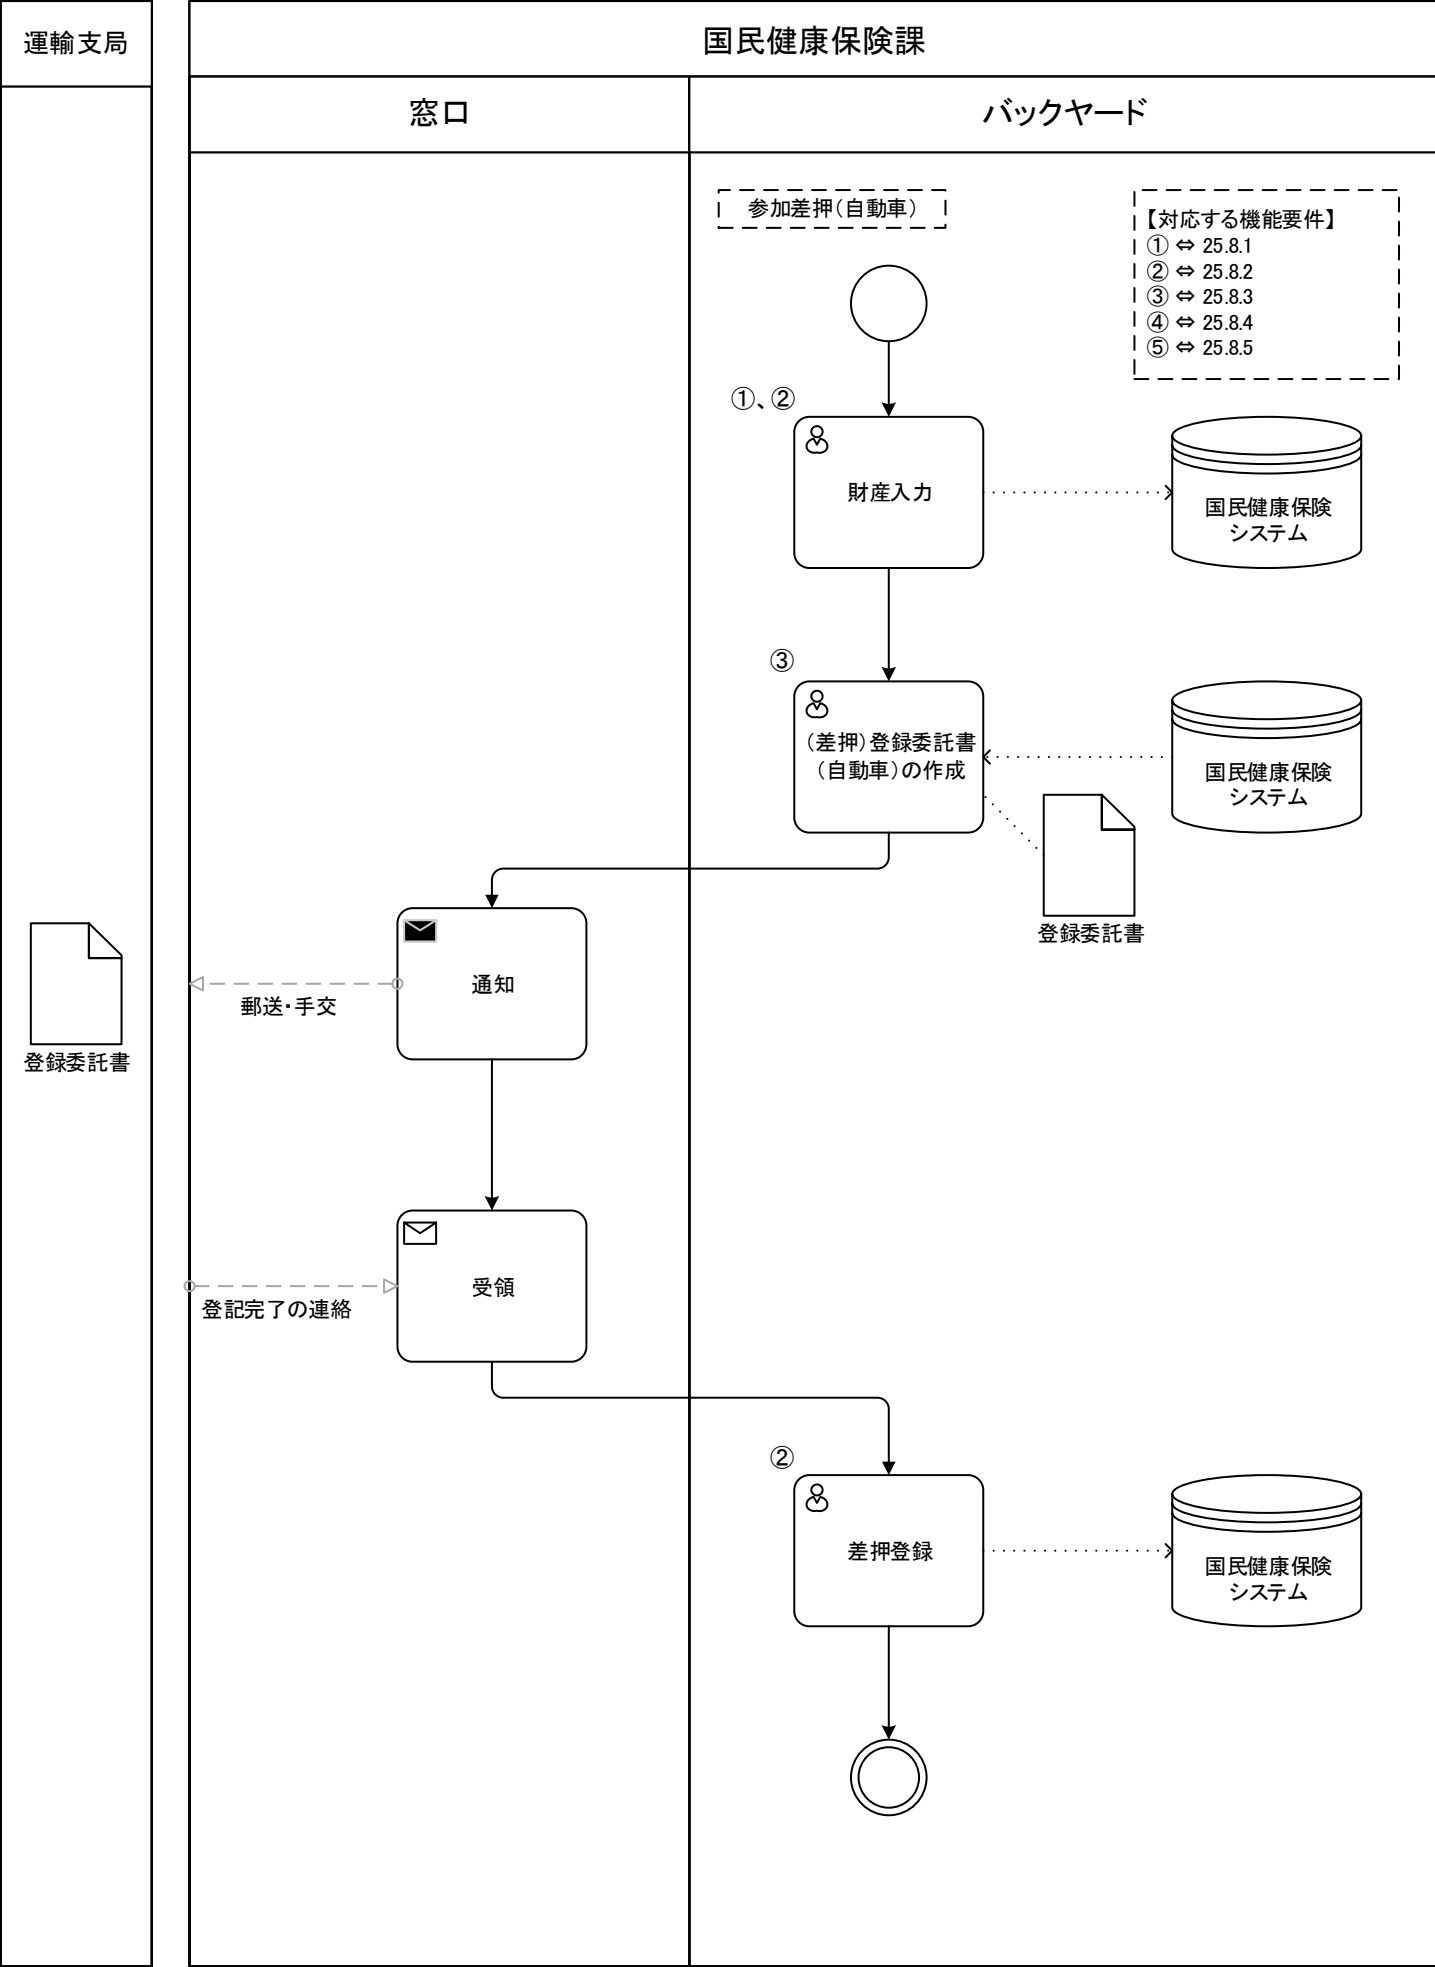 運輸支局
国民健康保険課
窓口
バックヤード
参加差押（自動車）
【対応する機能要件】
① ⇔ 25.8.1
② ⇔ 25.8.2
③ ⇔ 25.8.3
④ ⇔ 25.8.4
⑤ ⇔ 25.8.5
①、②
財産入力
国民健康保険
システム
③
（差押）登録委託書
（自動車）の作成
国民健康保険
システム
登録委託書
通知
郵送・手交
登録委託書
受領
登記完了の連絡
②
差押登録
国民健康保険
システム